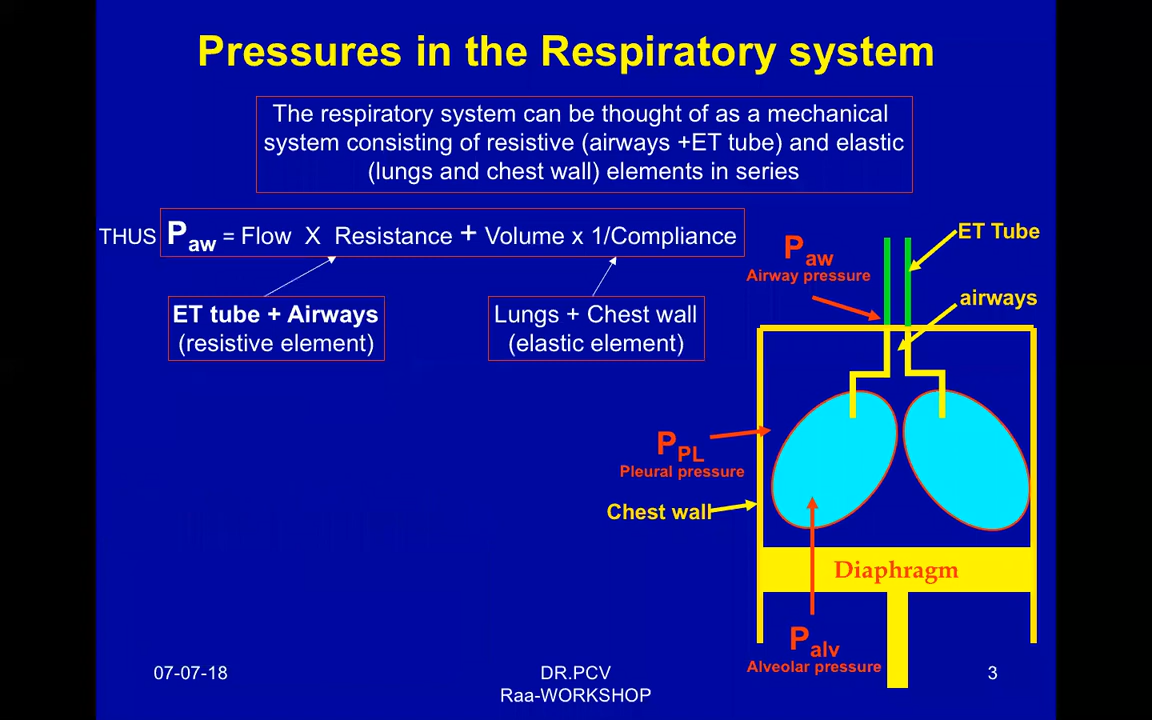 Pressures in the Respiratory system
The respiratory system can be thought of as a mechanical
system consisting of resistive (airways +ET tube) and elastic
(lungs and chest wall) elements in series
THUS Paw = Flow X Resistance + Volume x 1/Compliance
ET tube + Airways
(resistive element)
Lungs + Chest wall
(elastic element)
Paw
Airway pressure
ET Tube
airways
PPL
Pleural pressure
Chest wall
Diaphragm
Palv
Alveolar pressure
07-07-18
DR.PCV
Raa-WORKSHOP
3